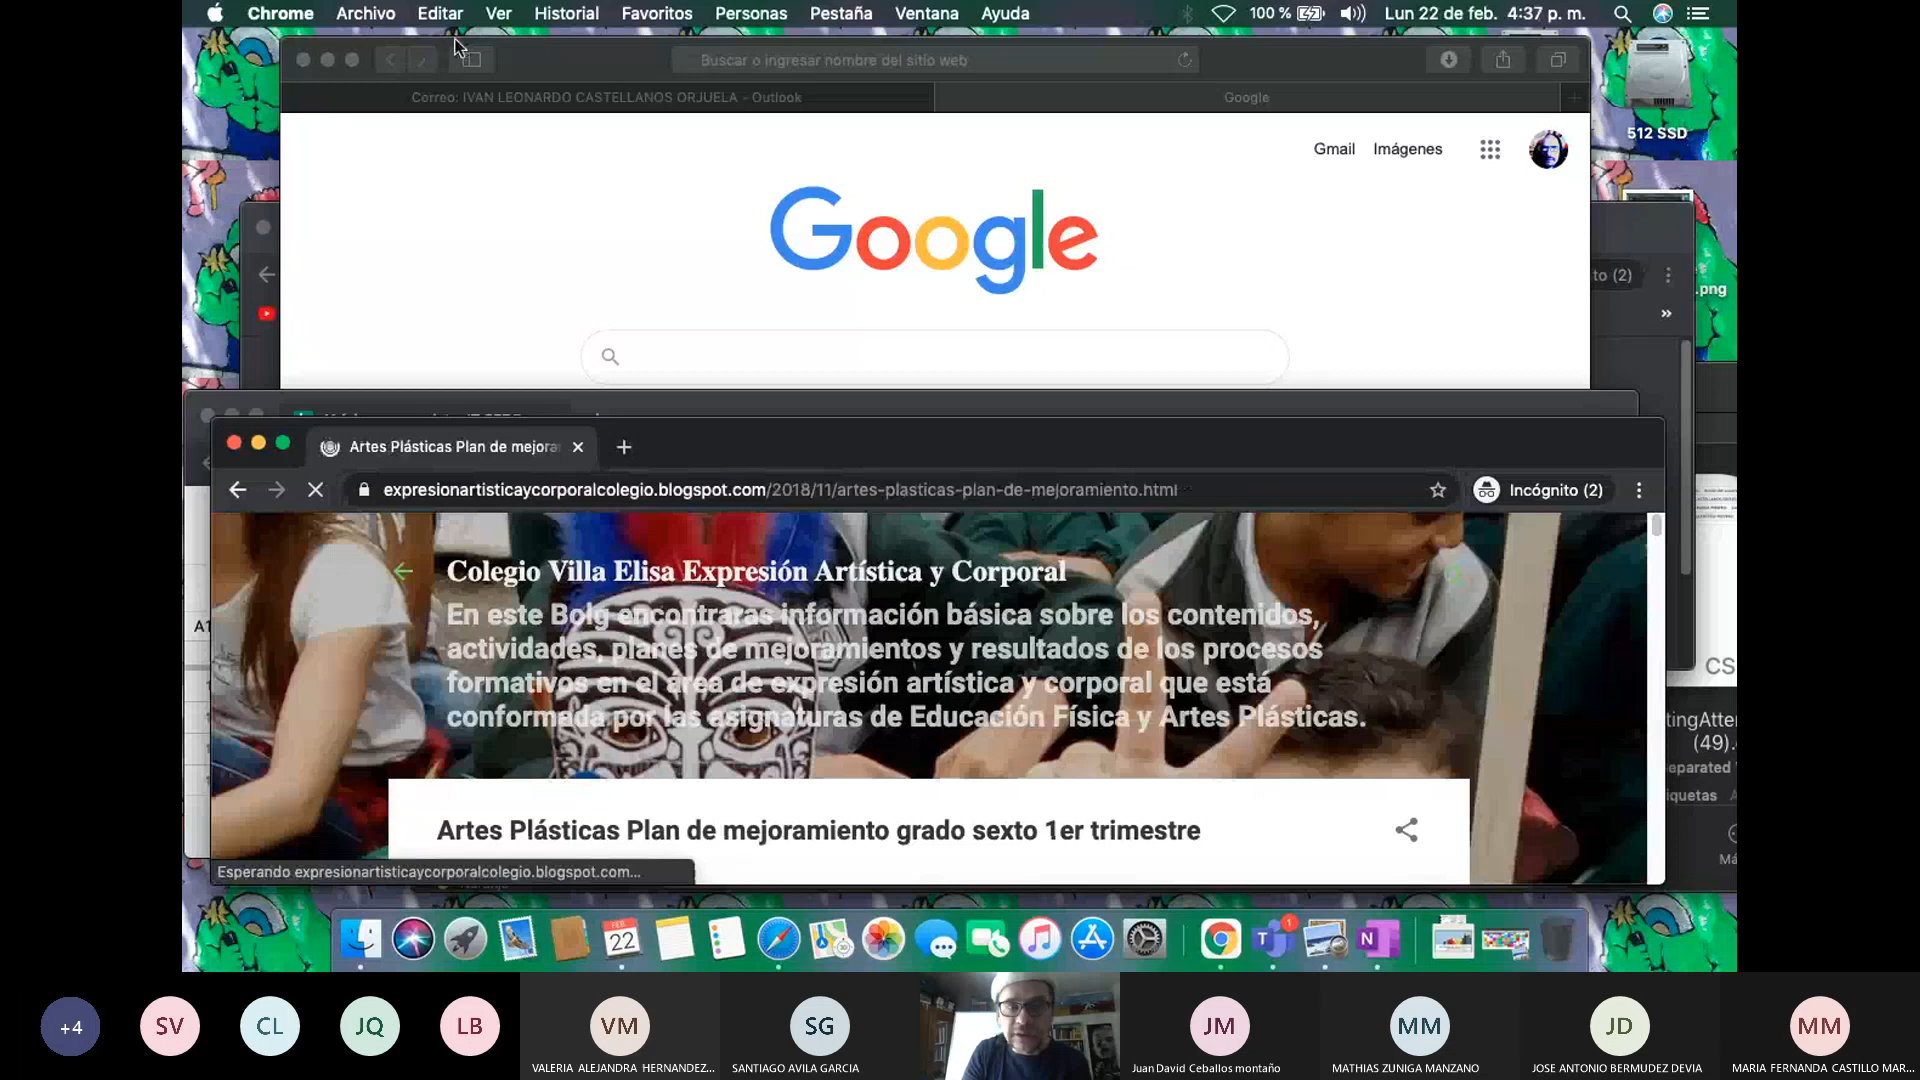 Chrome Archivo Editar Ver Historial Favoritos Personas Pestaña Ventana Ayuda 100 % Lun 22 de feb. 4:37 p. m.
Buscar o ingresar nombre del sitio web
Correo: IVAN LEONARDO CASTELLANOS ORJUELA - Outlook Google
512 SSD
Gmail Imágenes
Google
to (2)
.png
»
Artes Plásticas Plan de mejora
expresionartisticaycorporalcolegio.blogspot.com/2018/11/artes-plasticas-plan-de-mejoramiento.html Incógnito (2)
Colegio Villa Elisa Expresión Artística y Corporal
En este Bolg encontraras información básica sobre los contenidos,
actividades, planes de mejoramientos y resultados de los procesos
formativos en el área de expresión artística y corporal que está
conformada por las asignaturas de Educación Física y Artes Plásticas.
A1
CS
tingAtter
(49).
eparated
iquetas
Artes Plásticas Plan de mejoramiento grado sexto 1er trimestre
Má
Esperando expresionartisticaycorporalcolegio.blogspot.com...
FEB
22
T 1
N
+4 SV CL JQ LB VM SG JM MM JD MM
VALERIA ALEJANDRA HERNANDEZ... SANTIAGO AVILA GARCIA Juan David Ceballos montaño MATHIAS ZUNIGA MANZANO JOSE ANTONIO BERMUDEZ DEVIA MARIA FERNANDA CASTILLO MAR...